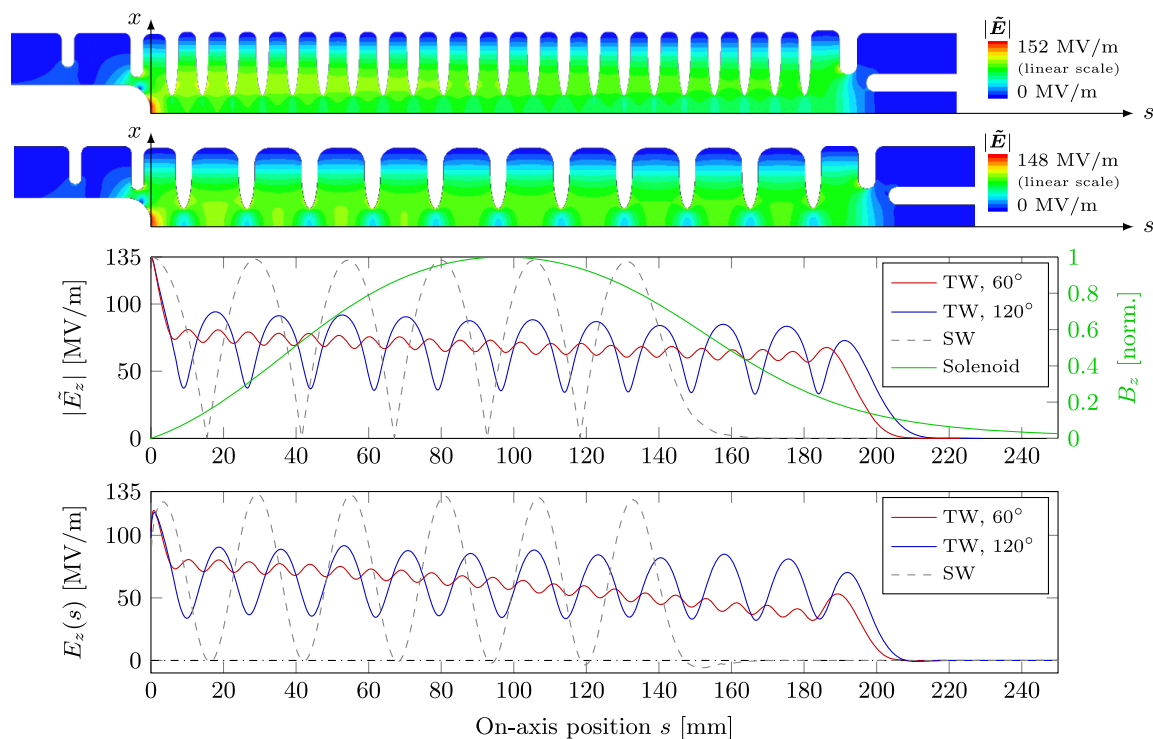 x
|Ẽ|
152 MV/m
(linear scale)
0 MV/m
s
x
|Ẽ|
148 MV/m
(linear scale)
0 MV/m
s
135
100
50
0
|Ẽz| [MV/m]
TW, 60°
TW, 120°
SW
Solenoid
1
0.8
0.6
0.4
0.2
0
Bz [norm.]
0 20 40 60 80 100 120 140 160 180 200 220 240
135
100
50
0
Ez(s) [MV/m]
TW, 60°
TW, 120°
SW
0 20 40 60 80 100 120 140 160 180 200 220 240
On-axis position s [mm]